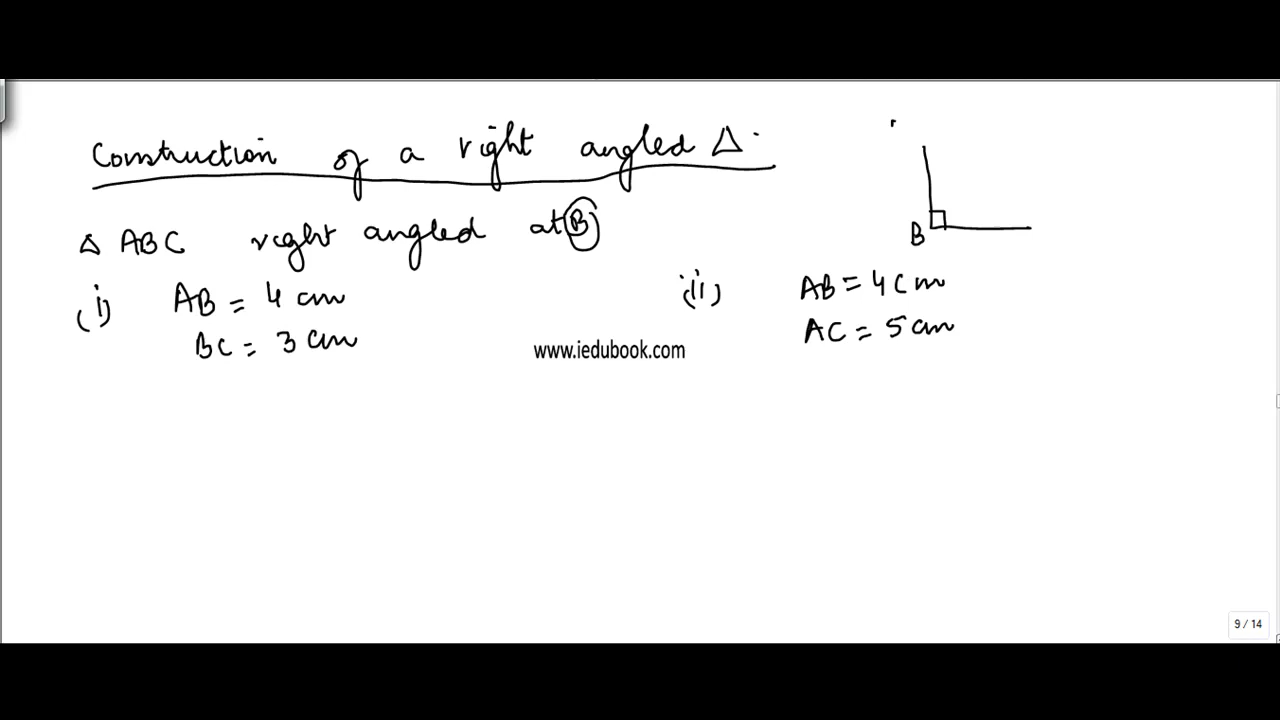 Construction of a right angled Δ.
Δ ABC right angled at B
B
(i) AB = 4 cm
BC = 3 cm
(ii) AB = 4 cm
AC = 5 cm
www.iedubook.com
9 / 14